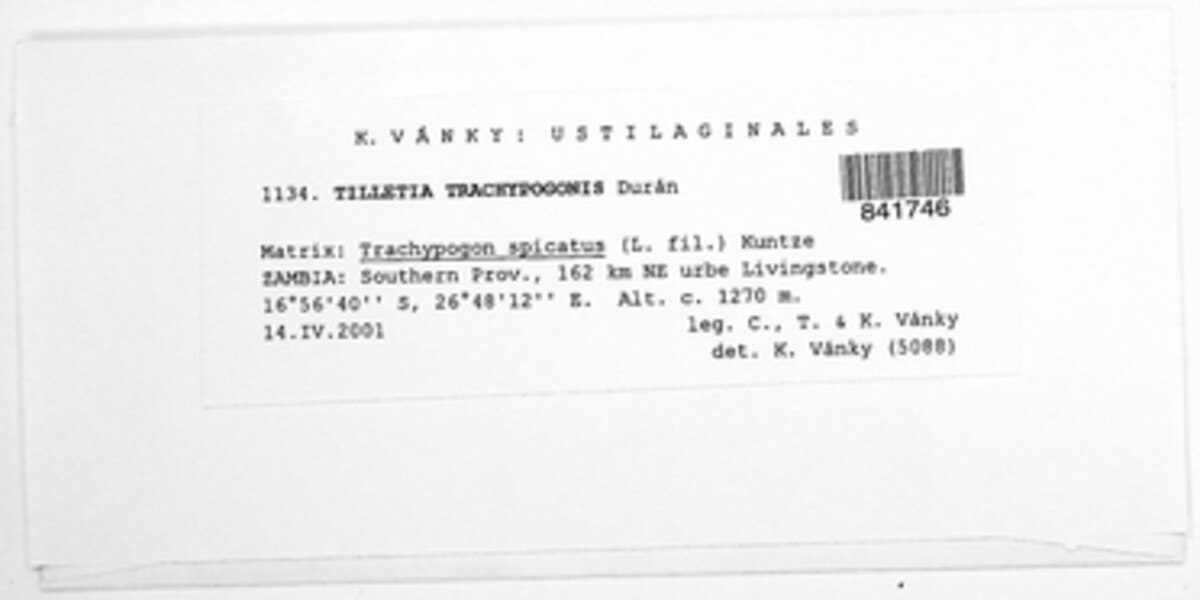 K. VÁNKY: USTILAGINALES
1134. TILLETIA TRACHYPOGONIS Durán
841746
Matrix: Trachypogon spicatus (L. fil.) Kuntze
ZAMBIA: Southern Prov., 162 km NE urbe Livingstone.
16°56'40'' S, 26°48'12'' E. Alt. c. 1270 m.
14.IV.2001 leg. C., T. & K. Vánky
det. K. Vánky (5088)